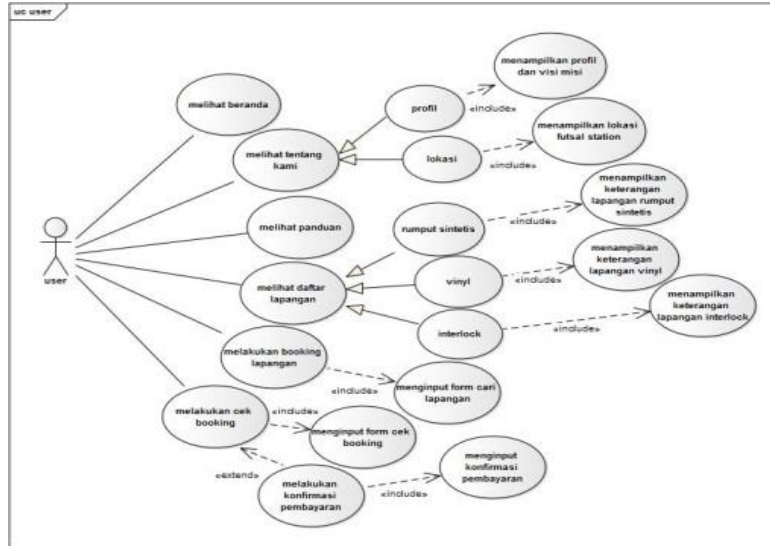 uc user
menampilkan profil
dan visi misi
melihat beranda
profil
«include»
menampilkan lokasi
futsal station
melihat tentang
kami
lokasi
«include»
menampilkan
keterangan
lapangan rumput
sintetis
melihat panduan
rumput sintetis
«include»
user
menampilkan
keterangan
lapangan vinyl
melihat daftar
lapangan
vinyl
«include»
menampilkan
keterangan
lapangan interlock
interlock
«include»
melakukan booking
lapangan
«include»
menginput form cari
lapangan
melakukan cek
booking
«include»
menginput form cek
booking
«extend»
melakukan
konfirmasi
pembayaran
«include»
menginput
konfirmasi
pembayaran